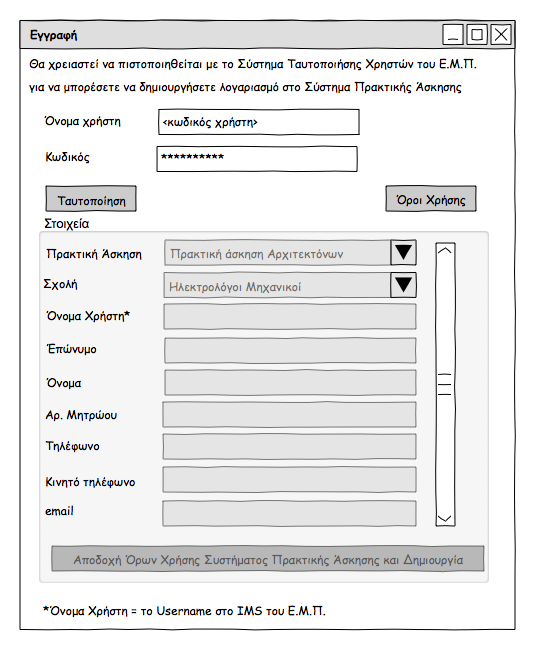 Εγγραφή
Θα χρειαστεί να πιστοποιηθείται με το Σύστημα Ταυτοποιήσης Χρηστών του Ε.Μ.Π.
για να μπορέσετε να δημιουργήσετε λογαριασμό στο Σύστημα Πρακτικής Άσκησης
Όνομα χρήστη <κωδικός χρήστη>
Κωδικός **********
Ταυτοποίηση Όροι Χρήσης
Στοιχεία
Πρακτική Άσκηση Πρακτική άσκηση Αρχιτεκτόνων
Σχολή Ηλεκτρολόγοι Μηχανικοί
Όνομα Χρήστη*
Έπώνυμο
Όνομα
Αρ. Μητρώου
Τηλέφωνο
Κινητό τηλέφωνο
email
Αποδοχή Όρων Χρήσης Συστήματος Πρακτικής Άσκησης και Δημιουργία
*Όνομα Χρήστη = το Username στο IMS του Ε.Μ.Π.